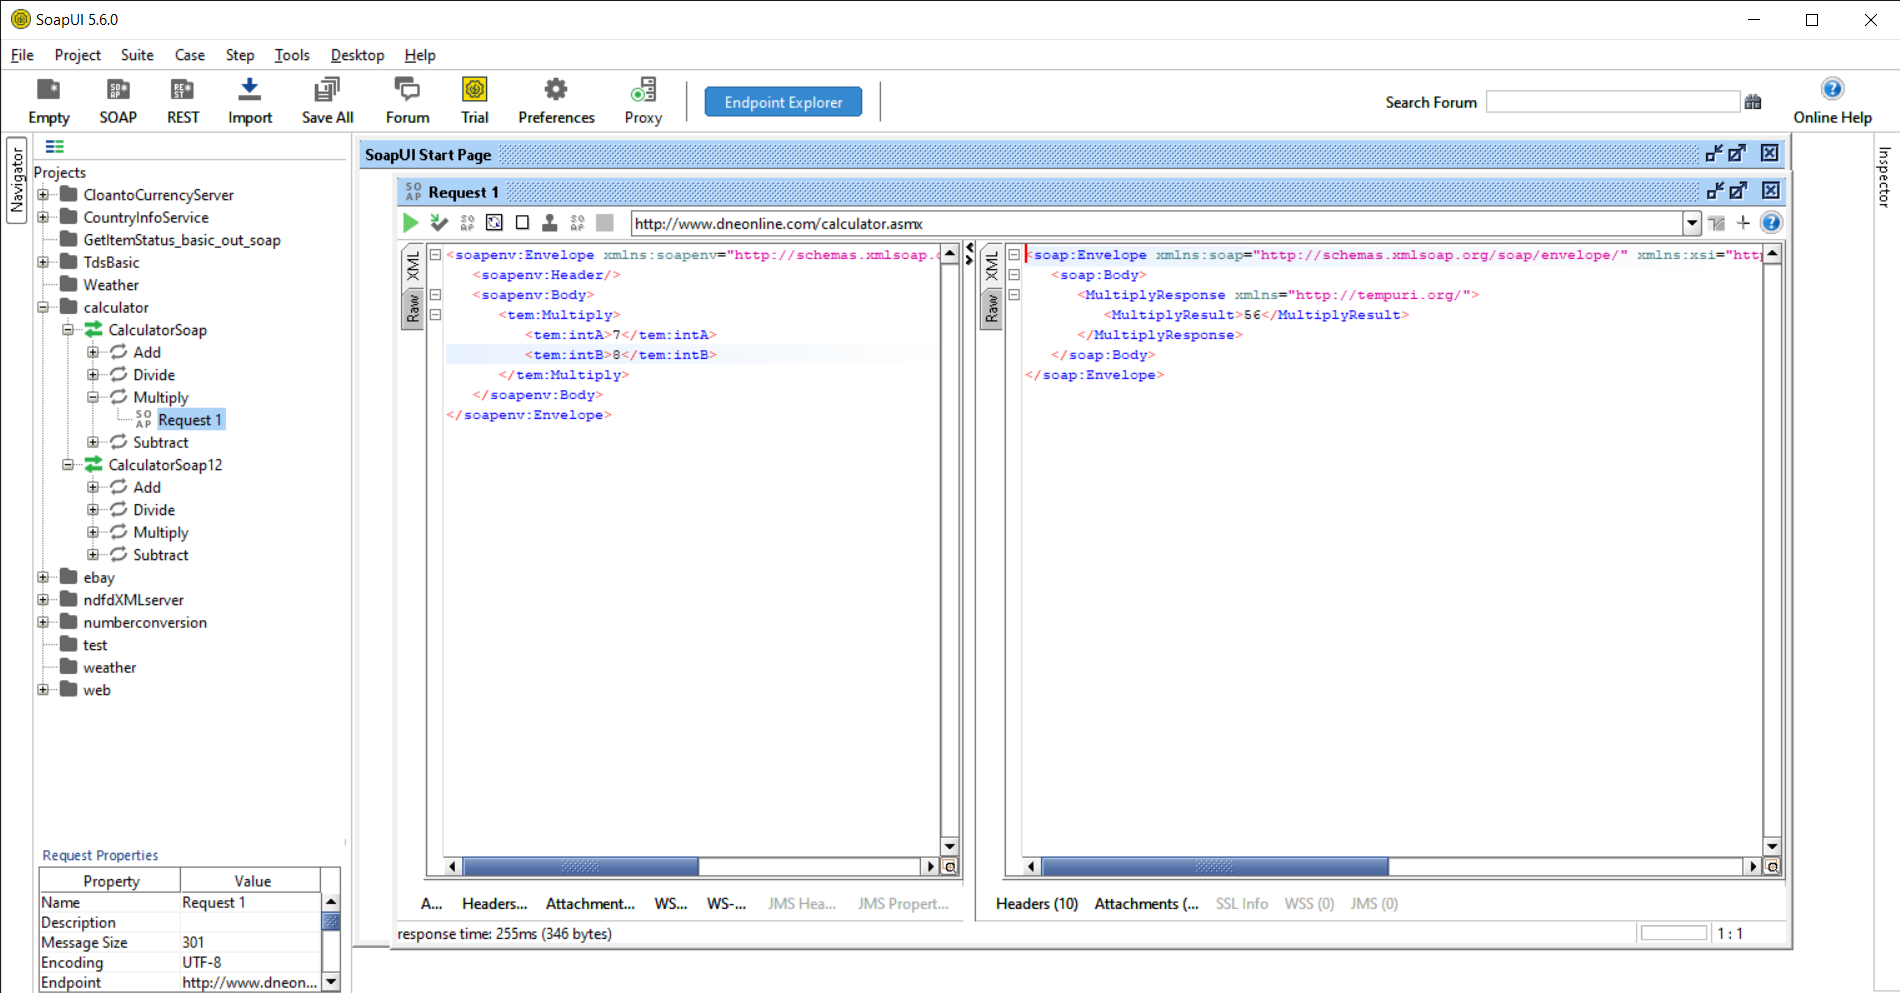 SoapUI 5.6.0
File Project Suite Case Step Tools Desktop Help
Empty SOAP REST Import Save All Forum Trial Preferences Proxy
Endpoint Explorer
Search Forum
Online Help
Navigator
Inspector
Projects
CloantoCurrencyServer
CountryInfoService
GetItemStatus_basic_out_soap
TdsBasic
Weather
calculator
CalculatorSoap
Add
Divide
Multiply
SO
AP
Request 1
Subtract
CalculatorSoap12
Add
Divide
Multiply
Subtract
ebay
ndfdXMLserver
numberconversion
test
weather
web
Request Properties
Property Value
Name Request 1
Description
Message Size 301
Encoding UTF-8
Endpoint http://www.dneon...
SoapUI Start Page
Request 1
http://www.dneonline.com/calculator.asmx
XML
Raw
<soapenv:Envelope xmlns:soapenv="http://schemas.xmlsoap.
<soapenv:Header/>
<soapenv:Body>
<tem:Multiply>
<tem:intA>7</tem:intA>
<tem:intB>8</tem:intB>
</tem:Multiply>
</soapenv:Body>
</soapenv:Envelope>
XML
Raw
<soap:Envelope xmlns:soap="http://schemas.xmlsoap.org/soap/envelope/" xmlns:xsi="http
<soap:Body>
<MultiplyResponse xmlns="http://tempuri.org/">
<MultiplyResult>56</MultiplyResult>
</MultiplyResponse>
</soap:Body>
</soap:Envelope>
A... Headers... Attachment... WS... WS-... JMS Hea... JMS Propert...
Headers (10) Attachments (... SSL Info WSS (0) JMS (0)
response time: 255ms (346 bytes)
1 : 1